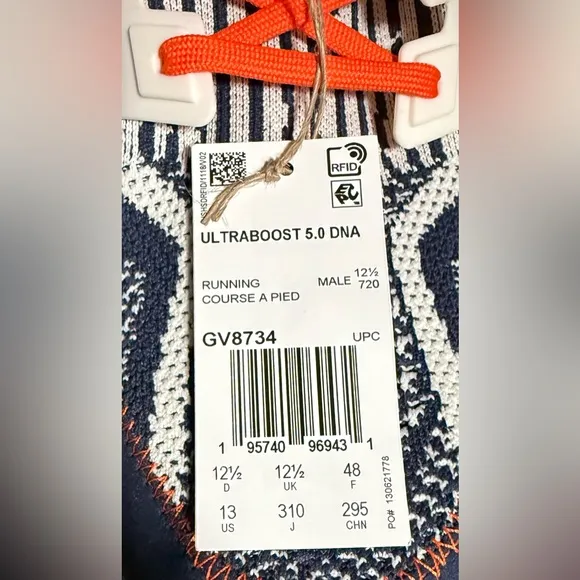 RFID
ULTRABOOST 5.0 DNA
RUNNING
COURSE A PIED
MALE 12½
720
GV8734 UPC
1 95740 96943 1
12½ 12½ 48
D UK F
13 310 295
US J CHN
PO# 130621778